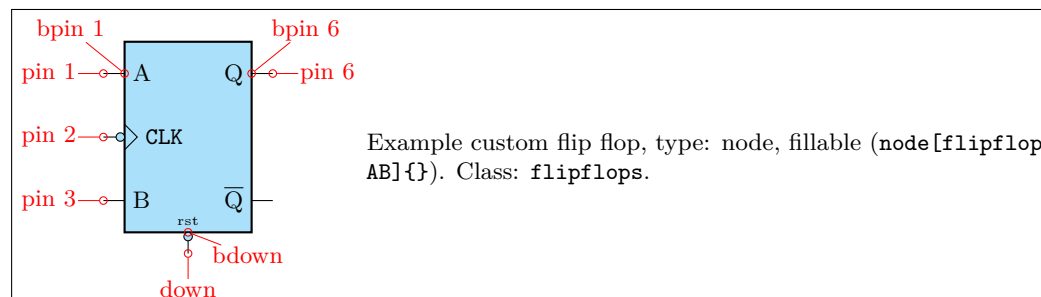 bpin 1
bpin 6
pin 1
A
Q
pin 6
pin 2
CLK
Example custom flip flop, type: node, fillable (node[flipflop
AB]{}). Class: flipflops.
pin 3
B
Q̅
rst
bdown
down